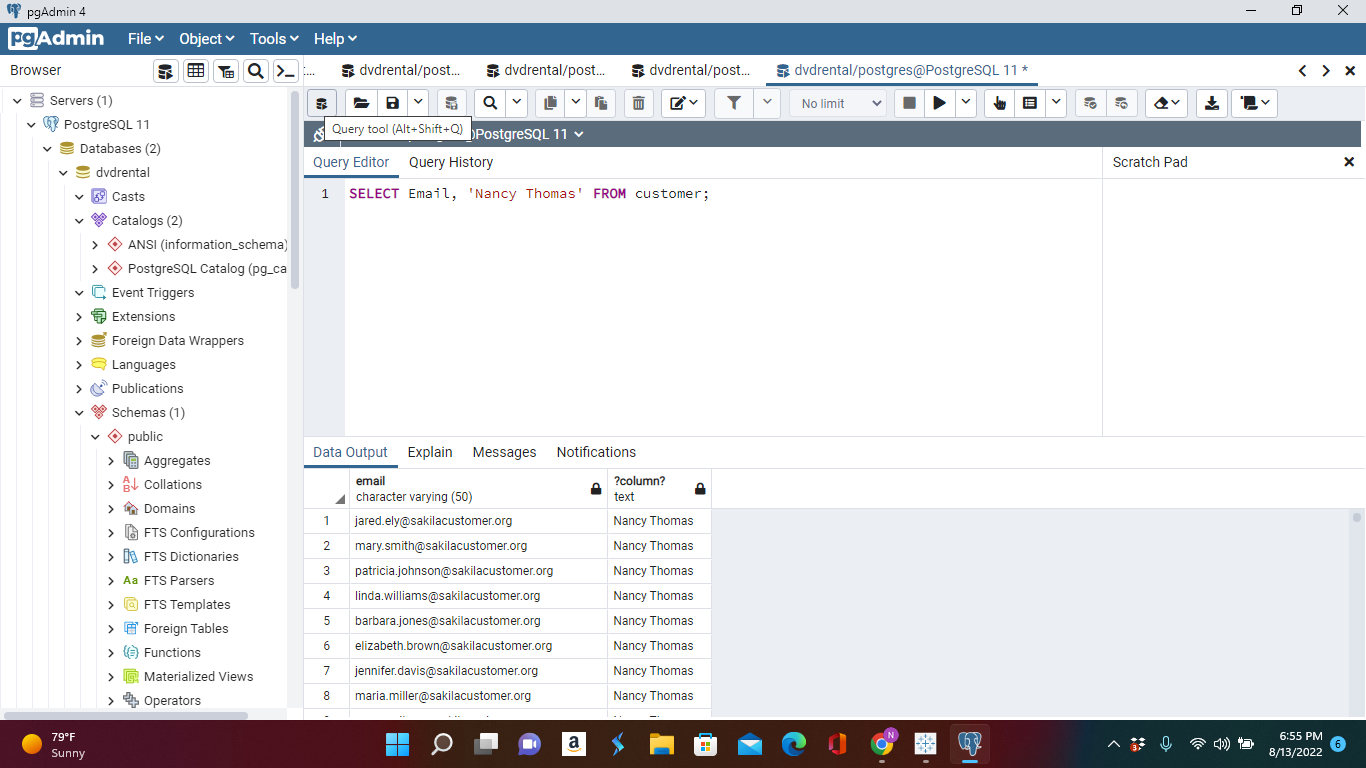 pgAdmin 4
pgAdmin File Object Tools Help
Browser
t...
dvdrental/post...
dvdrental/post...
dvdrental/post...
dvdrental/postgres@PostgreSQL 11 *
No limit
Servers (1)
PostgreSQL 11
Databases (2)
dvdrental
Casts
Catalogs (2)
ANSI (information_schema)
PostgreSQL Catalog (pg_ca
Event Triggers
Extensions
Foreign Data Wrappers
Languages
Publications
Schemas (1)
public
Aggregates
Collations
Domains
FTS Configurations
FTS Dictionaries
Aa FTS Parsers
FTS Templates
Foreign Tables
Functions
Materialized Views
Operators
Query tool (Alt+Shift+Q)
@PostgreSQL 11
Query Editor Query History
Scratch Pad
1 SELECT Email, 'Nancy Thomas' FROM customer;
Data Output Explain Messages Notifications
email ?column?
character varying (50) text
1 jared.ely@sakilacustomer.org Nancy Thomas
2 mary.smith@sakilacustomer.org Nancy Thomas
3 patricia.johnson@sakilacustomer.org Nancy Thomas
4 linda.williams@sakilacustomer.org Nancy Thomas
5 barbara.jones@sakilacustomer.org Nancy Thomas
6 elizabeth.brown@sakilacustomer.org Nancy Thomas
7 jennifer.davis@sakilacustomer.org Nancy Thomas
8 maria.miller@sakilacustomer.org Nancy Thomas
79°F
Sunny
6:55 PM
8/13/2022
6